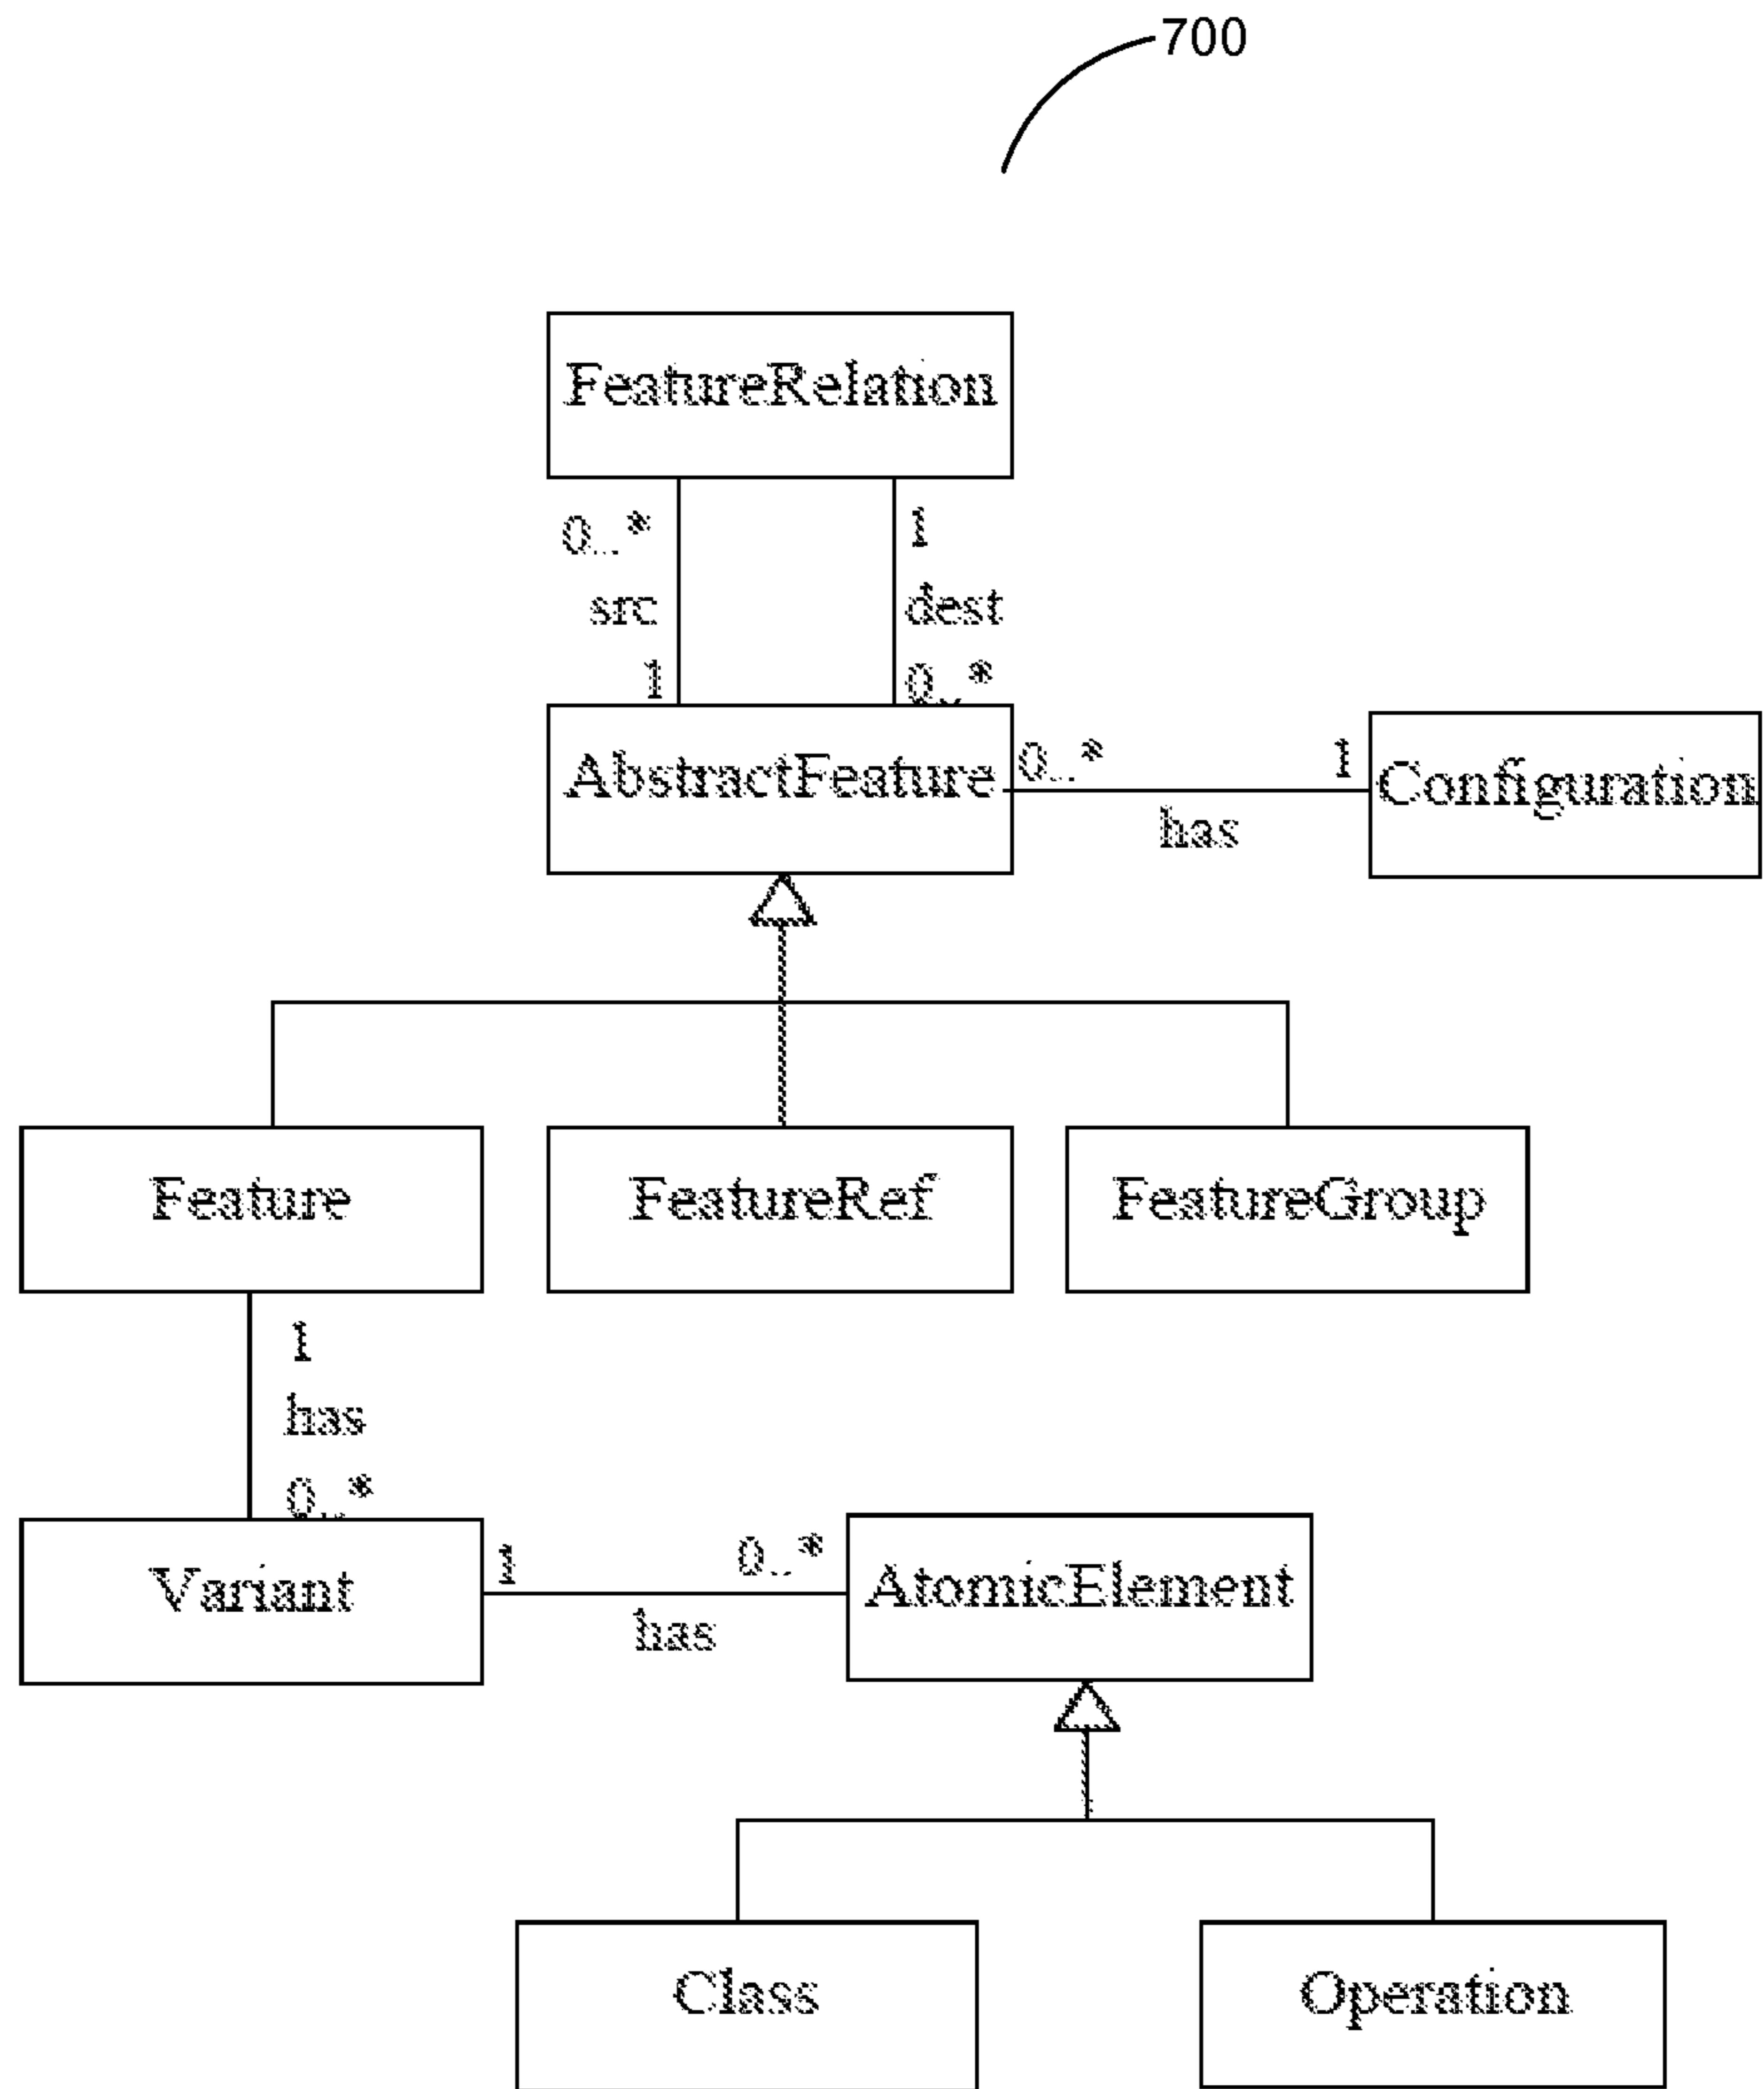 700
FeatureRelation
0..*
1
src
dest
1
0..*
AbstractFeature
0..*
1
Configuration
has
Feature
FeatureRef
FeatureGroup
1
has
0..*
Variant
1
0..*
AtomicElement
has
Class
Operation